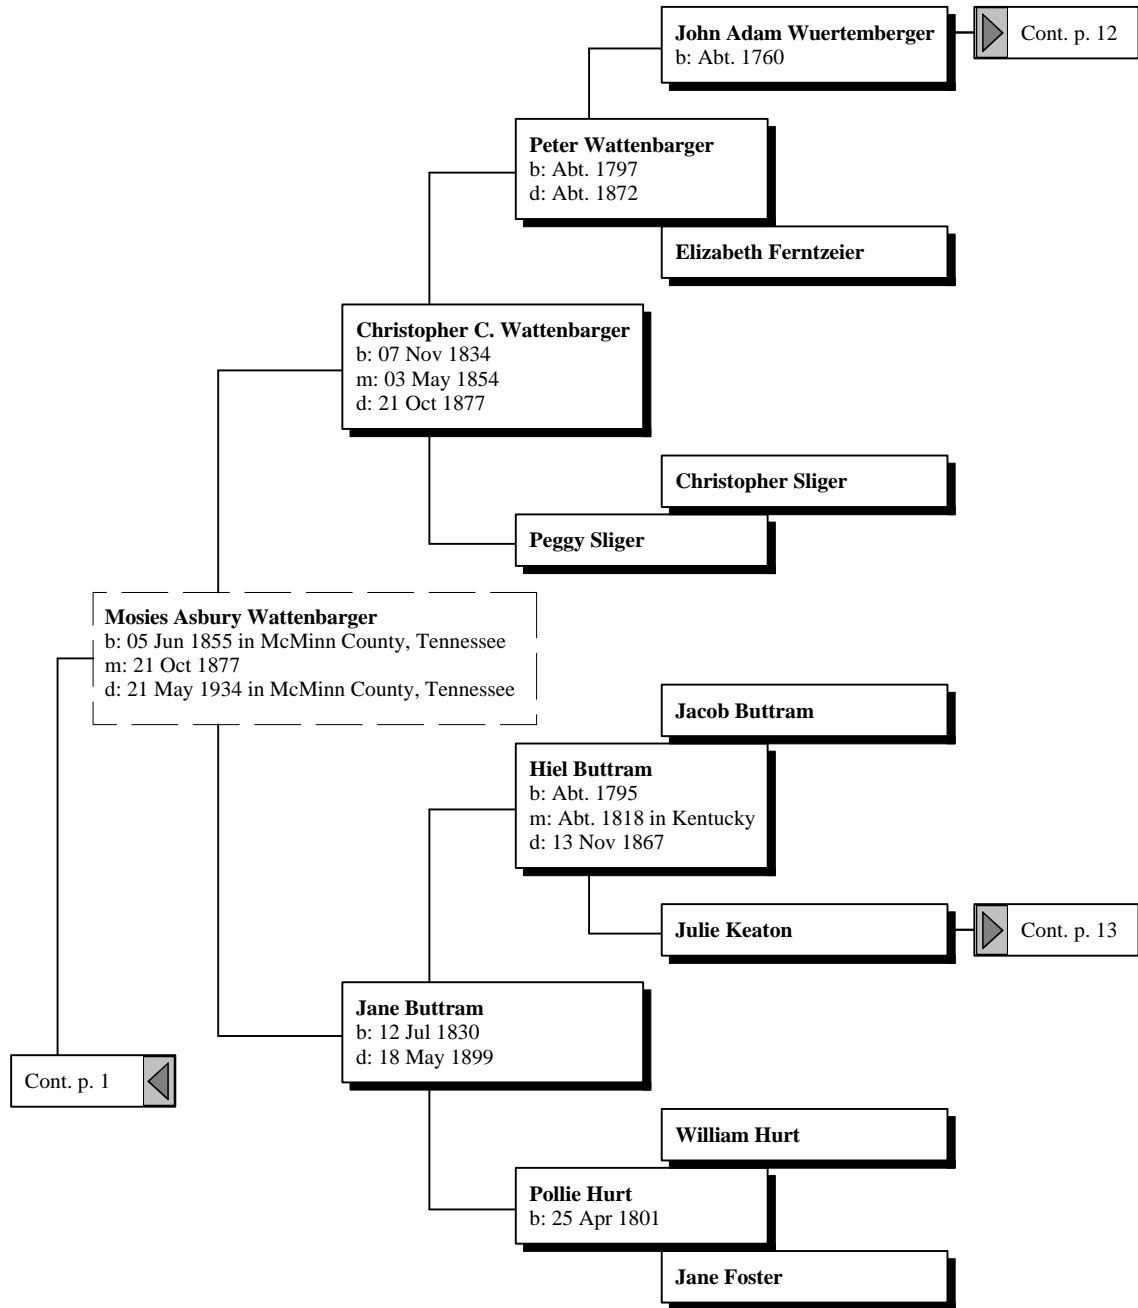 John Adam Wuertemberger
b: Abt. 1760
Cont. p. 12
Peter Wattenbarger
b: Abt. 1797
d: Abt. 1872
Elizabeth Ferntzeier
Christopher C. Wattenbarger
b: 07 Nov 1834
m: 03 May 1854
d: 21 Oct 1877
Christopher Sliger
Peggy Sliger
Mosies Asbury Wattenbarger
b: 05 Jun 1855 in McMinn County, Tennessee
m: 21 Oct 1877
d: 21 May 1934 in McMinn County, Tennessee
Jacob Buttram
Hiel Buttram
b: Abt. 1795
m: Abt. 1818 in Kentucky
d: 13 Nov 1867
Julie Keaton
Cont. p. 13
Jane Buttram
b: 12 Jul 1830
d: 18 May 1899
Cont. p. 1
William Hurt
Pollie Hurt
b: 25 Apr 1801
Jane Foster